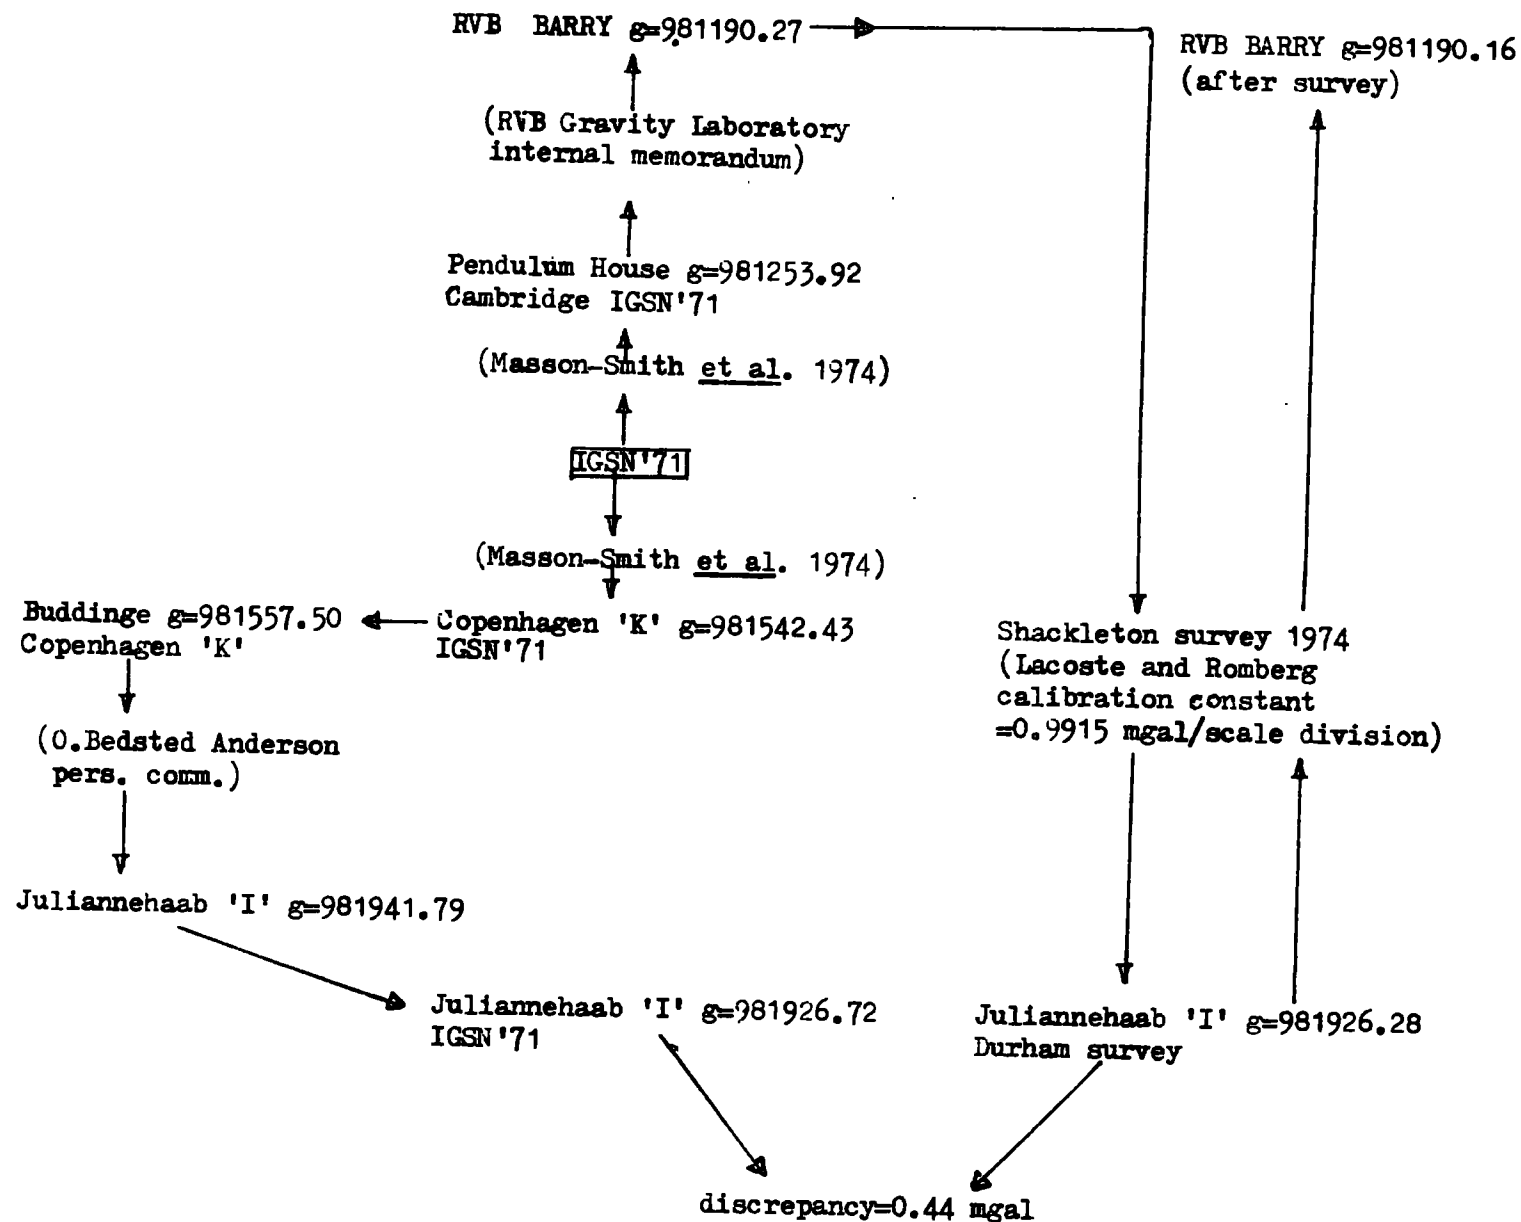 RVB BARRY g=981190.27
RVB BARRY g=981190.16
(after survey)
(RVB Gravity Laboratory
internal memorandum)
Pendulum House g=981253.92
Cambridge IGSN'71
(Masson-Smith et al. 1974)
IGSN'71
(Masson-Smith et al. 1974)
Buddinge g=981557.50
Copenhagen 'K'
Copenhagen 'K' g=981542.43
IGSN'71
Shackleton survey 1974
(Lacoste and Romberg
calibration constant
=0.9915 mgal/scale division)
(O.Bedsted Anderson
pers. comm.)
Juliannehaab 'I' g=981941.79
Juliannehaab 'I' g=981926.72
IGSN'71
Juliannehaab 'I' g=981926.28
Durham survey
discrepancy=0.44 mgal